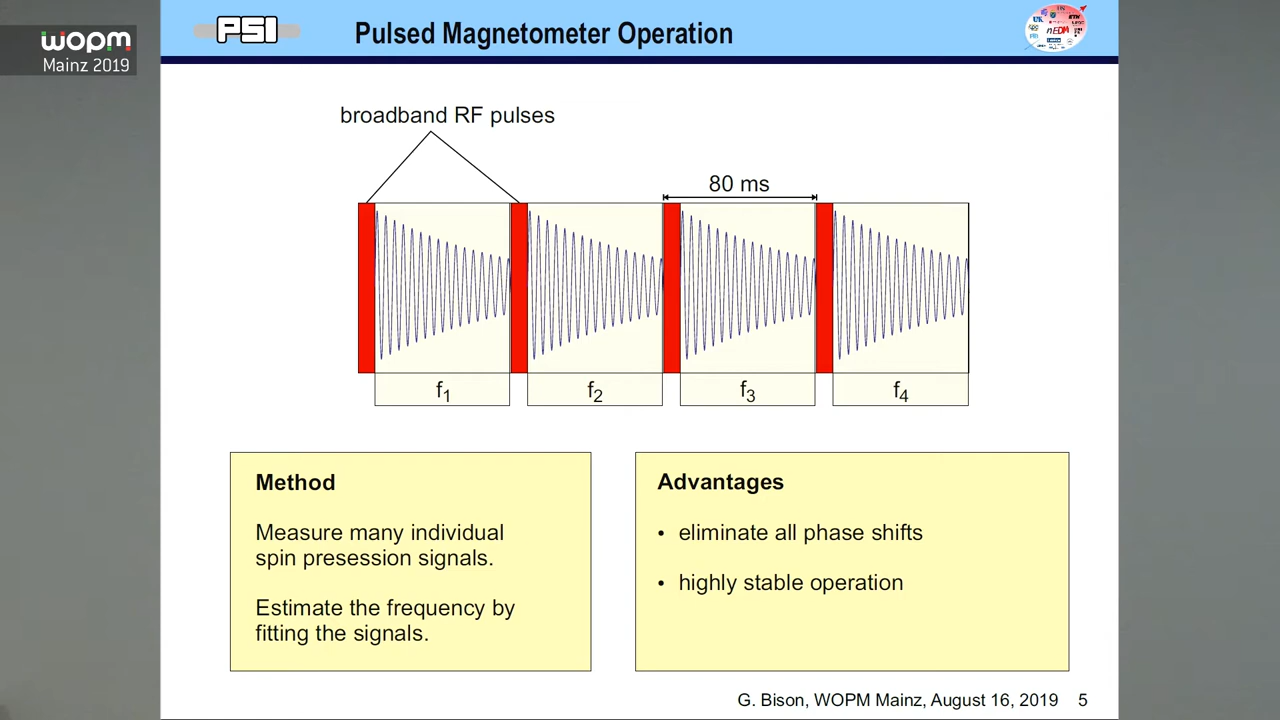 wopm
Mainz 2019
PSI
Pulsed Magnetometer Operation
nEDM
broadband RF pulses
80 ms
f1
f2
f3
f4
Method
Measure many individual
spin presession signals.
Estimate the frequency by
fitting the signals.
Advantages
• eliminate all phase shifts
• highly stable operation
G. Bison, WOPM Mainz, August 16, 2019 5